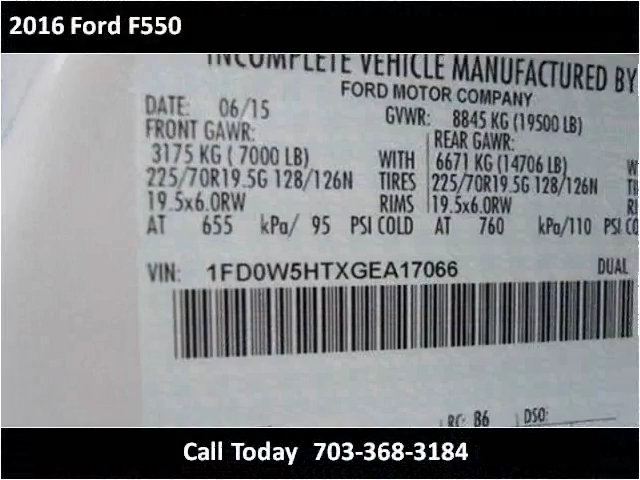 2016 Ford F550
INCOMPLETE VEHICLE MANUFACTURED BY
FORD MOTOR COMPANY
DATE: 06/15 GVWR: 8845 KG (19500 LB)
FRONT GAWR: REAR GAWR:
3175 KG ( 7000 LB) WITH 6671 KG (14706 LB)
225/70R19.5G 128/126N TIRES 225/70R19.5G 128/126N
19.5x6.0RW RIMS 19.5x6.0RW
AT 655 kPa/ 95 PSI COLD AT 760 kPa/110 PSI
VIN: 1FD0W5HTXGEA17066 DUAL
RC: B6 DSO:
Call Today 703-368-3184